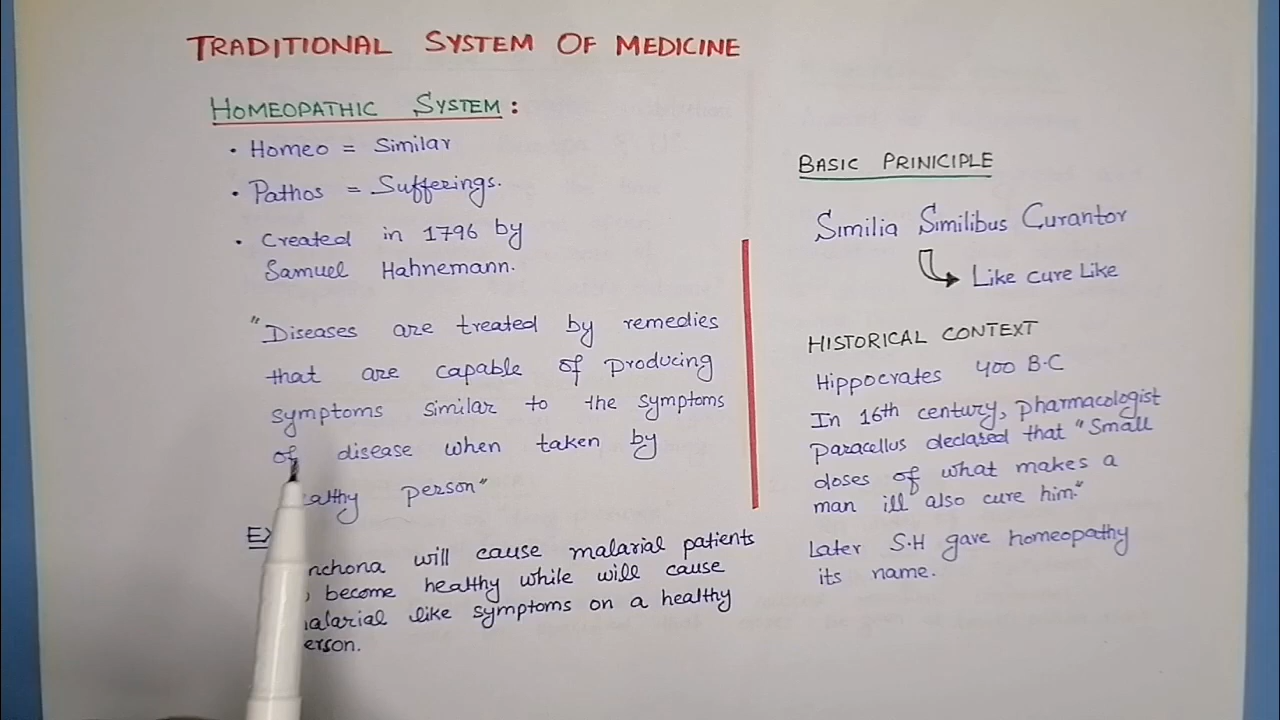 TRADITIONAL SYSTEM OF MEDICINE
HOMEOPATHIC SYSTEM:
• Homeo = Similar
• Pathos = Sufferings.
• Created in 1796 by
Samuel Hahnemann.
"Diseases are treated by remedies
that are capable of producing
symptoms similar to the symptoms
of disease when taken by
ealthy person"
Ex
nchona will cause malarial patients
become healthy while will cause
alarial like symptoms on a healthy
erson.
BASIC PRINICIPLE
Similia Similibus Curantor
Like cure Like
HISTORICAL CONTEXT
Hippocrates 400 B.C
In 16th century, pharmacologist
paracellus declared that "Small
doses of what makes a
man ill also cure him."
Later S.H gave homeopathy
its name.